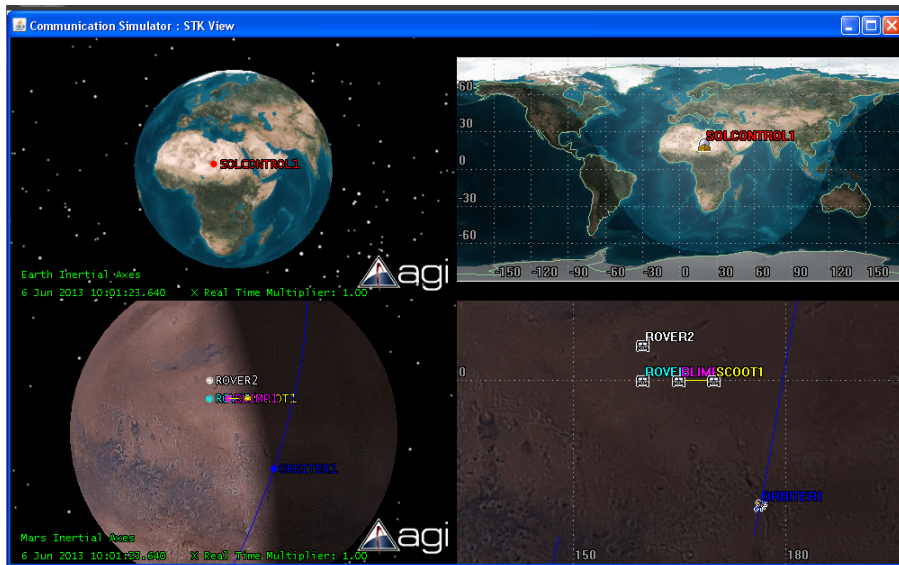 Communication Simulator : STK View
SOLCONTROL1
Earth Inertial Axes
6 Jun 2013 10:01:23.640 X Real Time Multiplier: 1.00
agi
60
30
0
-30
-60
SOLCONTROL1
-150 -120 -90 -60 -30 0 30 60 90 120 150
ROVER2
ORBITER1
Mars Inertial Axes
6 Jun 2013 10:01:23.640 X Real Time Multiplier: 1.00
agi
ROVER2
0
SCOOT1
ORBITER1
150 180